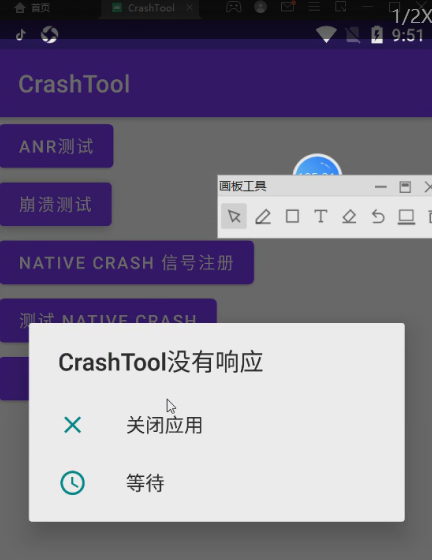 首页
CrashTool
1/2X
9:51
CrashTool
ANR测试
画板工具
崩溃测试
T
NATIVE CRASH 信号注册
测试 NATIVE CRASH
CrashTool没有响应
关闭应用
等待